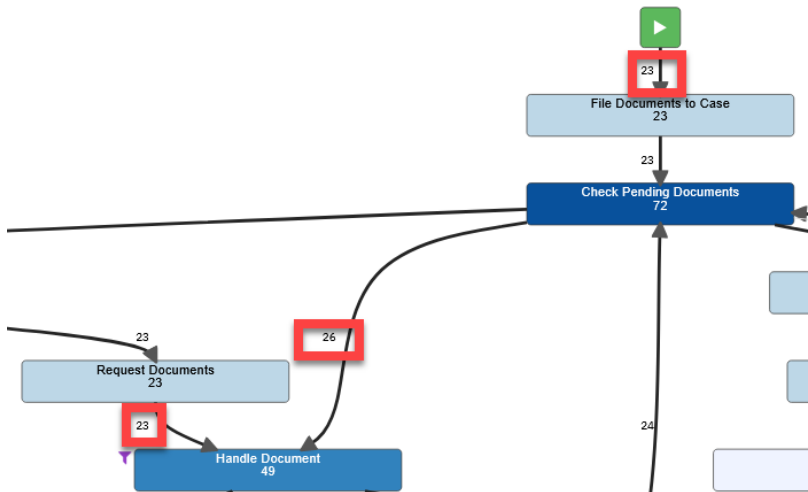 23
File Documents to Case
23
23
Check Pending Documents
72
26
23
Request Documents
23
23
24
Handle Document
49